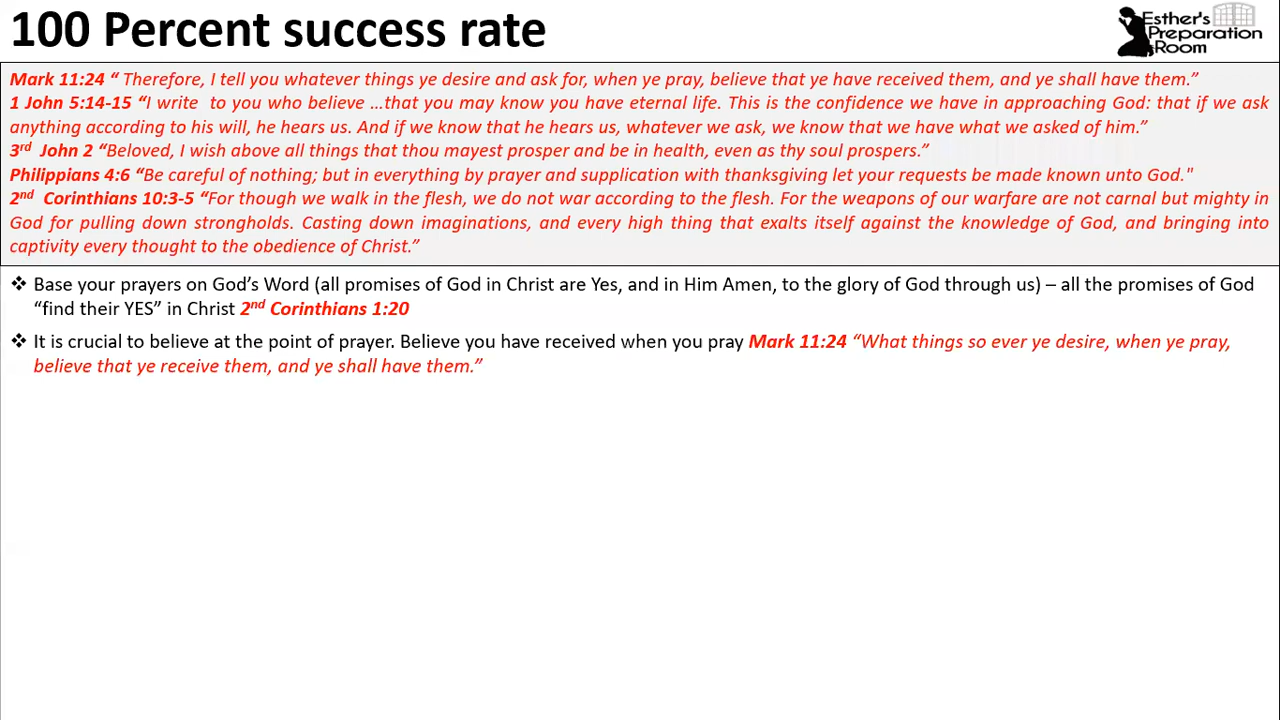 100 Percent success rate
Esther's
Preparation
Room
Mark 11:24 “ Therefore, I tell you whatever things ye desire and ask for, when ye pray, believe that ye have received them, and ye shall have them.”
1 John 5:14-15 “I write  to you who believe …that you may know you have eternal life. This is the confidence we have in approaching God: that if we ask
anything according to his will, he hears us. And if we know that he hears us, whatever we ask, we know that we have what we asked of him.”
3rd  John 2 “Beloved, I wish above all things that thou mayest prosper and be in health, even as thy soul prospers.”
Philippians 4:6 “Be careful of nothing; but in everything by prayer and supplication with thanksgiving let your requests be made known unto God."
2nd  Corinthians 10:3-5 “For though we walk in the flesh, we do not war according to the flesh. For the weapons of our warfare are not carnal but mighty in
God for pulling down strongholds. Casting down imaginations, and every high thing that exalts itself against the knowledge of God, and bringing into
captivity every thought to the obedience of Christ.”
❖ Base your prayers on God’s Word (all promises of God in Christ are Yes, and in Him Amen, to the glory of God through us) – all the promises of God
“find their YES” in Christ 2nd Corinthians 1:20
❖ It is crucial to believe at the point of prayer. Believe you have received when you pray Mark 11:24 “What things so ever ye desire, when ye pray,
believe that ye receive them, and ye shall have them.”